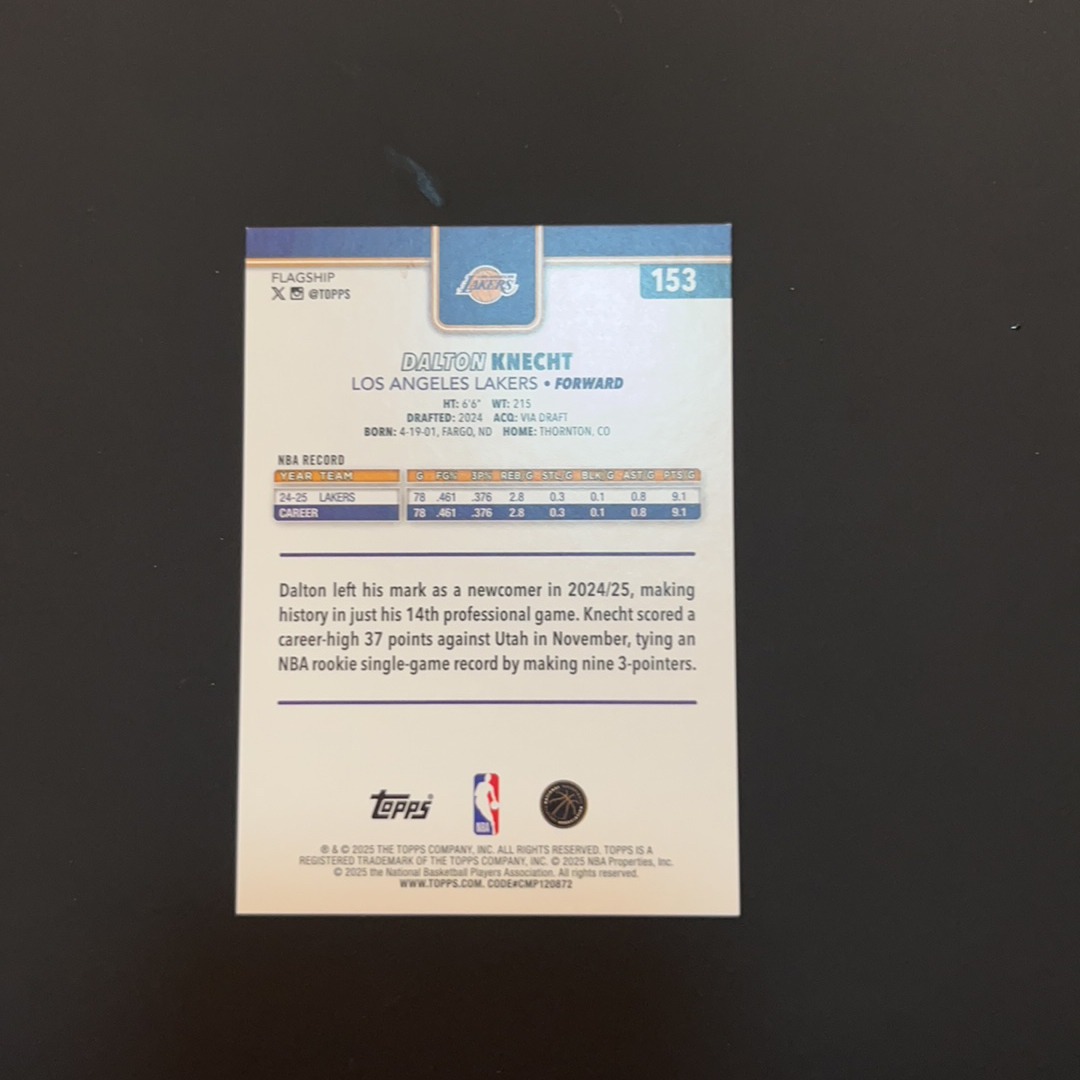 FLAGSHIP
@TOPPS
LAKERS
153
DALTON KNECHT
LOS ANGELES LAKERS • FORWARD
HT: 6'6" WT: 215
DRAFTED: 2024 ACQ: VIA DRAFT
BORN: 4-19-01, FARGO, ND HOME: THORNTON, CO
NBA RECORD
YEAR TEAM G FG% 3P% REB/G STL/G BLK/G AST/G PTS/G
24-25 LAKERS 78 .461 .376 2.8 0.3 0.1 0.8 9.1
CAREER 78 .461 .376 2.8 0.3 0.1 0.8 9.1
Dalton left his mark as a newcomer in 2024/25, making
history in just his 14th professional game. Knecht scored a
career-high 37 points against Utah in November, tying an
NBA rookie single-game record by making nine 3-pointers.
Topps®
NBA
® & © 2025 THE TOPPS COMPANY, INC. ALL RIGHTS RESERVED. TOPPS IS A
REGISTERED TRADEMARK OF THE TOPPS COMPANY, INC. © 2025 NBA Properties, Inc.
© 2025 the National Basketball Players Association. All rights reserved.
WWW.TOPPS.COM. CODE#CMP120872